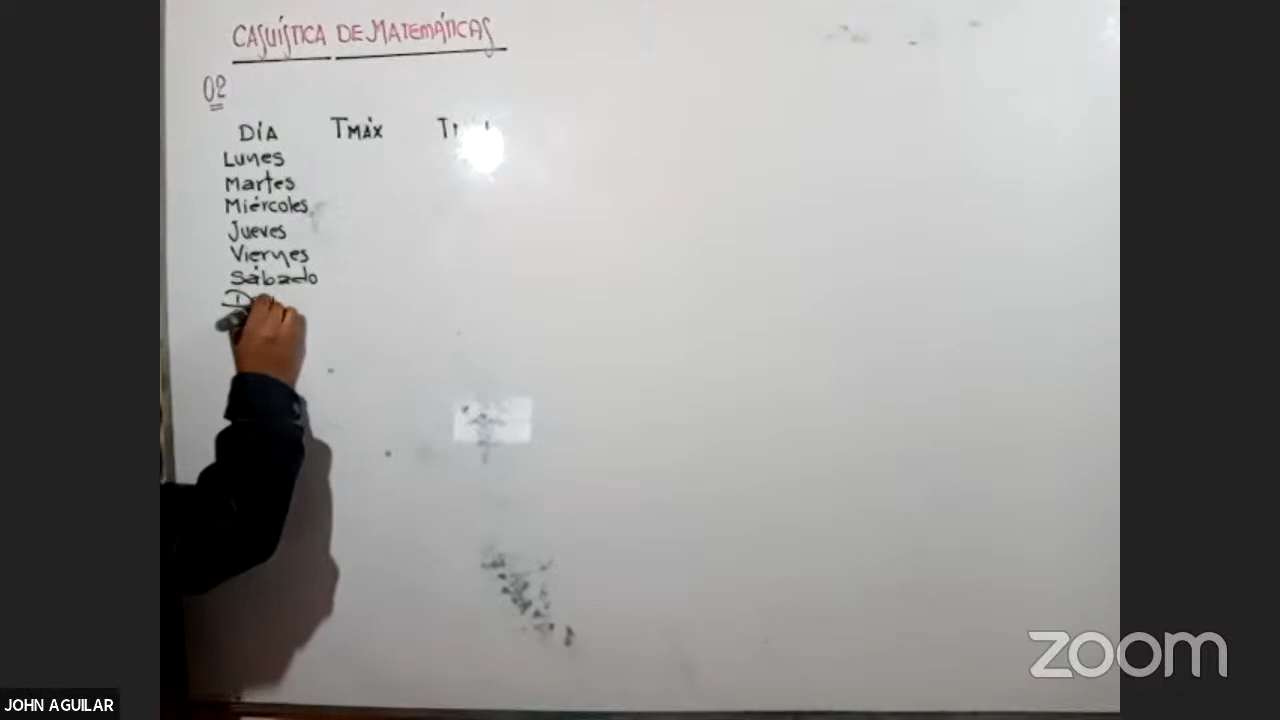 CASUÍSTICA DE MATEMÁTICAS
02
DÍA TMÁX
Lunes
Martes
Miércoles
Jueves
Viernes
Sábado
zoom
JOHN AGUILAR